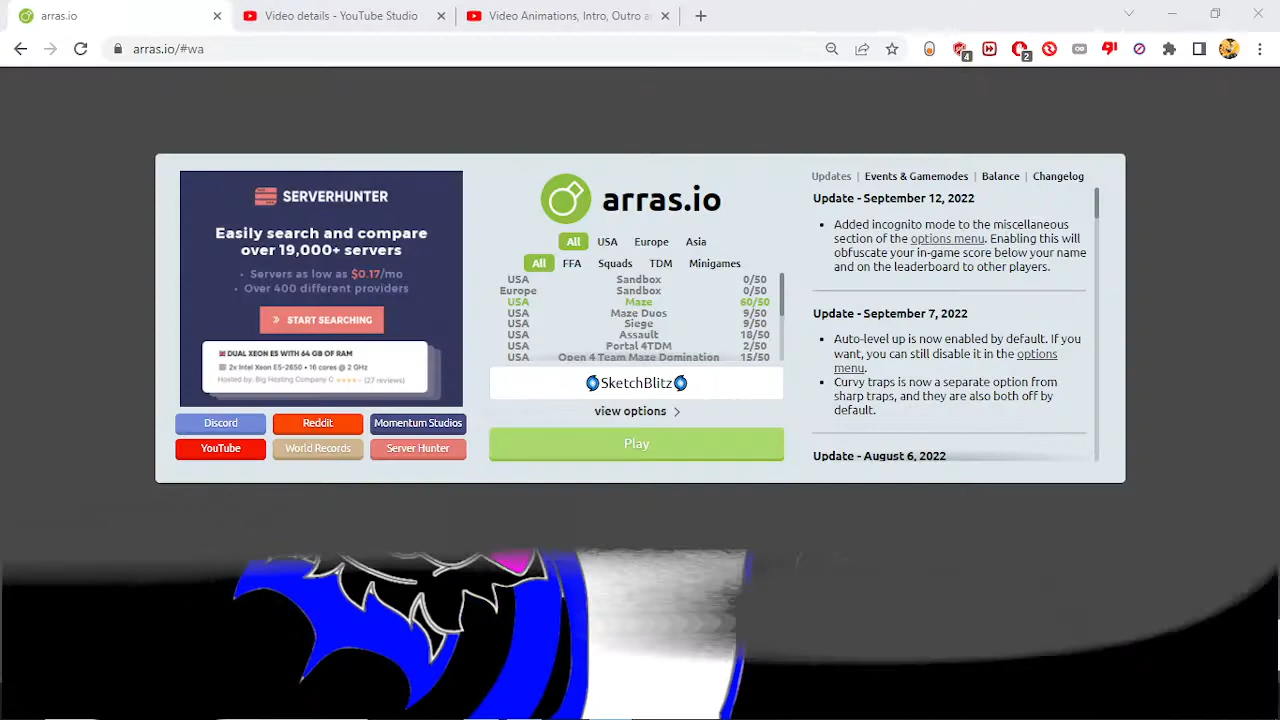 arras.io
Video details - YouTube Studio
Video Animations, Intro, Outro a
arras.io/#wa
4
2
SERVERHUNTER
Easily search and compare
over 19,000+ servers
• Servers as low as $0.17/mo
• Over 400 different providers
START SEARCHING
DUAL XEON E5 WITH 64 GB OF RAM
2x Intel Xeon E5-2650 • 16 cores @ 2 GHz
Hosted by: Big Hosting Company C ★★★★☆ (27 reviews)
Discord
Reddit
Momentum Studios
YouTube
World Records
Server Hunter
arras.io
All USA Europe Asia
All FFA Squads TDM Minigames
USA Sandbox 0/50
Europe Sandbox 0/50
USA Maze 60/50
USA Maze Duos 9/50
USA Siege 9/50
USA Assault 18/50
USA Portal 4TDM 2/50
USA Open 4 Team Maze Domination 15/50
🌀SketchBlitz🌀
view options
Play
Updates | Events & Gamemodes | Balance | Changelog
Update - September 12, 2022
• Added incognito mode to the miscellaneous
section of the options menu. Enabling this will
obfuscate your in-game score below your name
and on the leaderboard to other players.
Update - September 7, 2022
• Auto-level up is now enabled by default. If you
want, you can still disable it in the options
menu.
• Curvy traps is now a separate option from
sharp traps, and they are also both off by
default.
Update - August 6, 2022